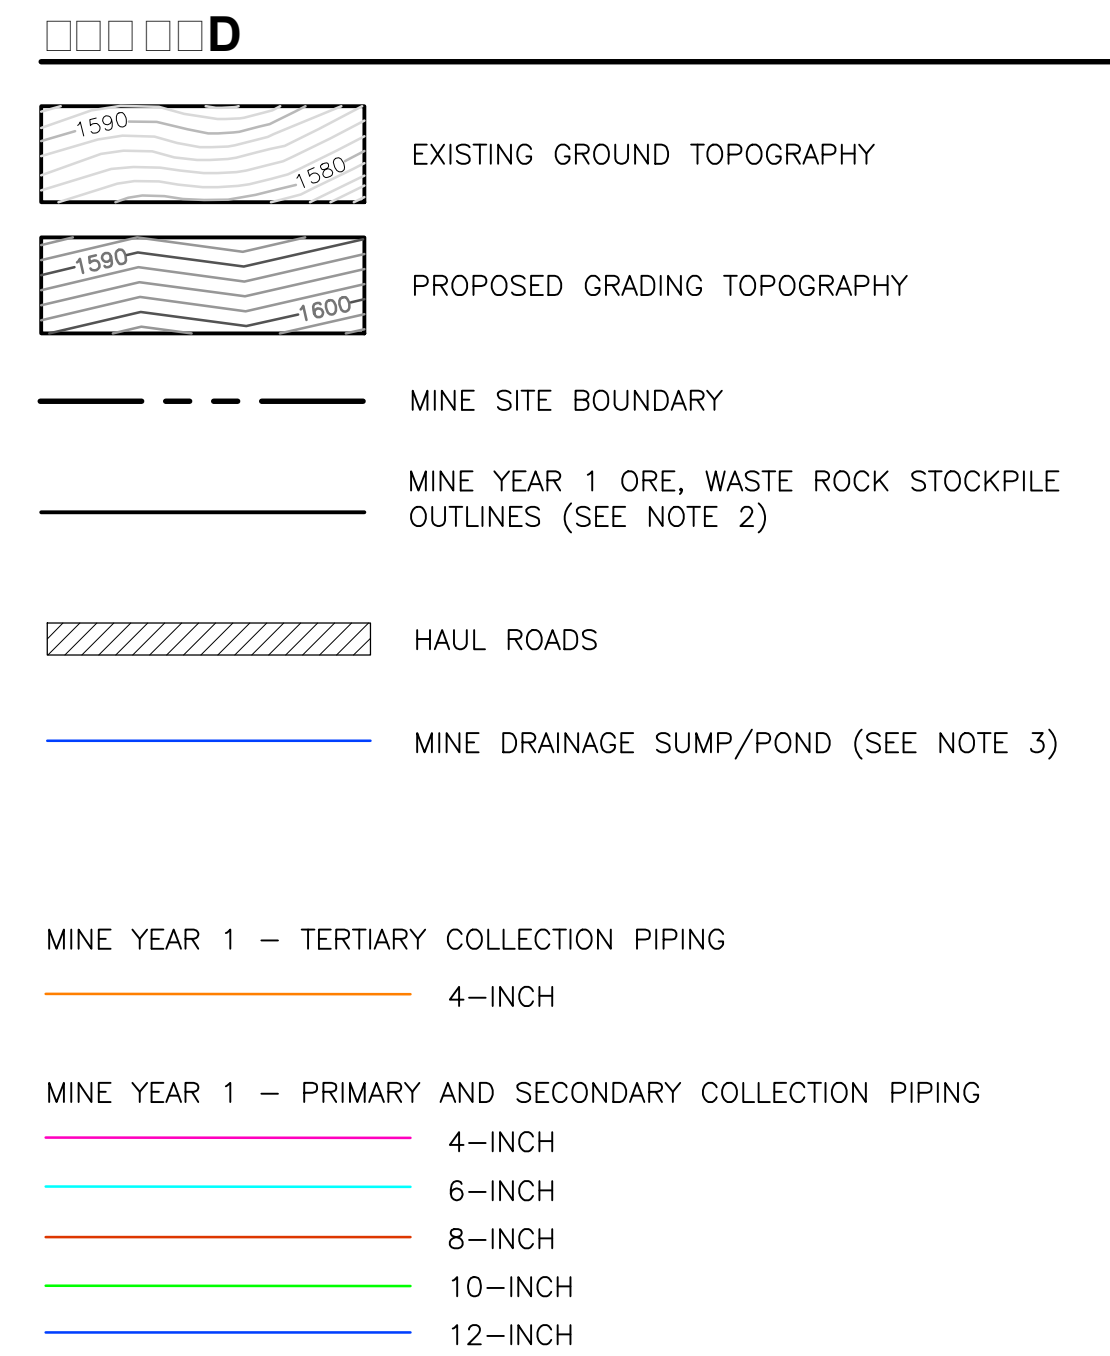 □□□ □□D
1590
1580
EXISTING GROUND TOPOGRAPHY
1590
1600
PROPOSED GRADING TOPOGRAPHY
MINE SITE BOUNDARY
MINE YEAR 1 ORE, WASTE ROCK STOCKPILE
OUTLINES (SEE NOTE 2)
HAUL ROADS
MINE DRAINAGE SUMP/POND (SEE NOTE 3)
MINE YEAR 1 – TERTIARY COLLECTION PIPING
4–INCH
MINE YEAR 1 – PRIMARY AND SECONDARY COLLECTION PIPING
4–INCH
6–INCH
8–INCH
10–INCH
12–INCH